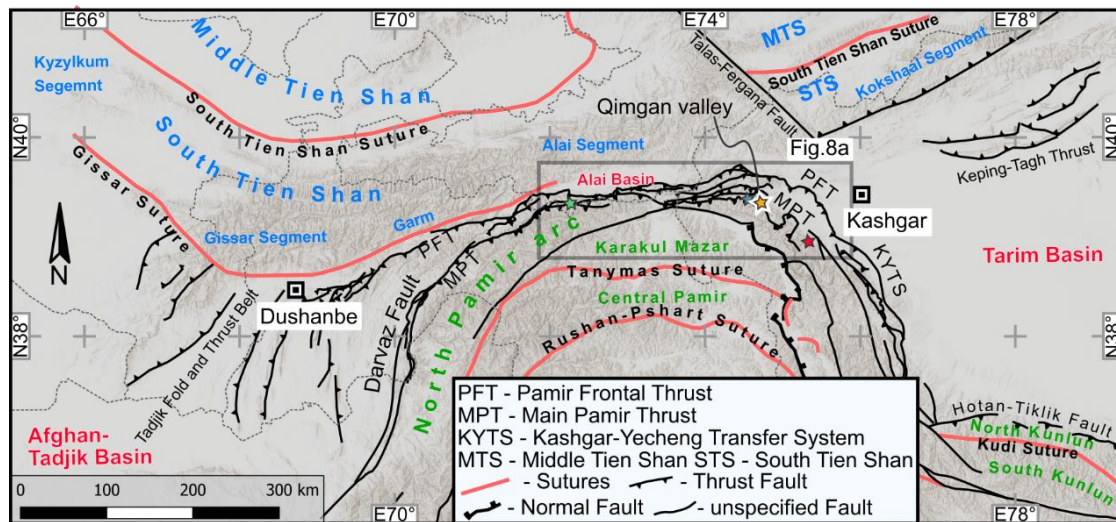 E66
E70
E74
E78
Middle Tien Shan
MTS
South Tien Shan Suture
STS
Kokshaal Segment
Talas-Fergana Fault
Kyzylkum
Segemnt
South Tien Shan Suture
South Tien Shan
Qimgan valley
N40
N40
Fig.8a
Keping-Tagh Thrust
Alai Segment
Alai Basin
PFT
Gissar Suture
Garm
Gissar Segment
MPT
Kashgar
PFT
MPT
North Pamir arc
Karakul Mazar
KYTS
Tarim Basin
N
Tanymas Suture
Central Pamir
Dushanbe
Rushan-Pshart Suture
N38
N38
Darvaz Fault
Tadjik Fold and Thrust Belt
Afghan-
Tadjik Basin
Hotan-Tiklik Fault
North Kunlun
Kudi Suture
South Kunlun
PFT - Pamir Frontal Thrust
MPT - Main Pamir Thrust
KYTS - Kashgar-Yecheng Transfer System
MTS - Middle Tien Shan STS - South Tien Shan
- Sutures - Thrust Fault
- Normal Fault - unspecified Fault
0 100 200 300 km
E70
E78